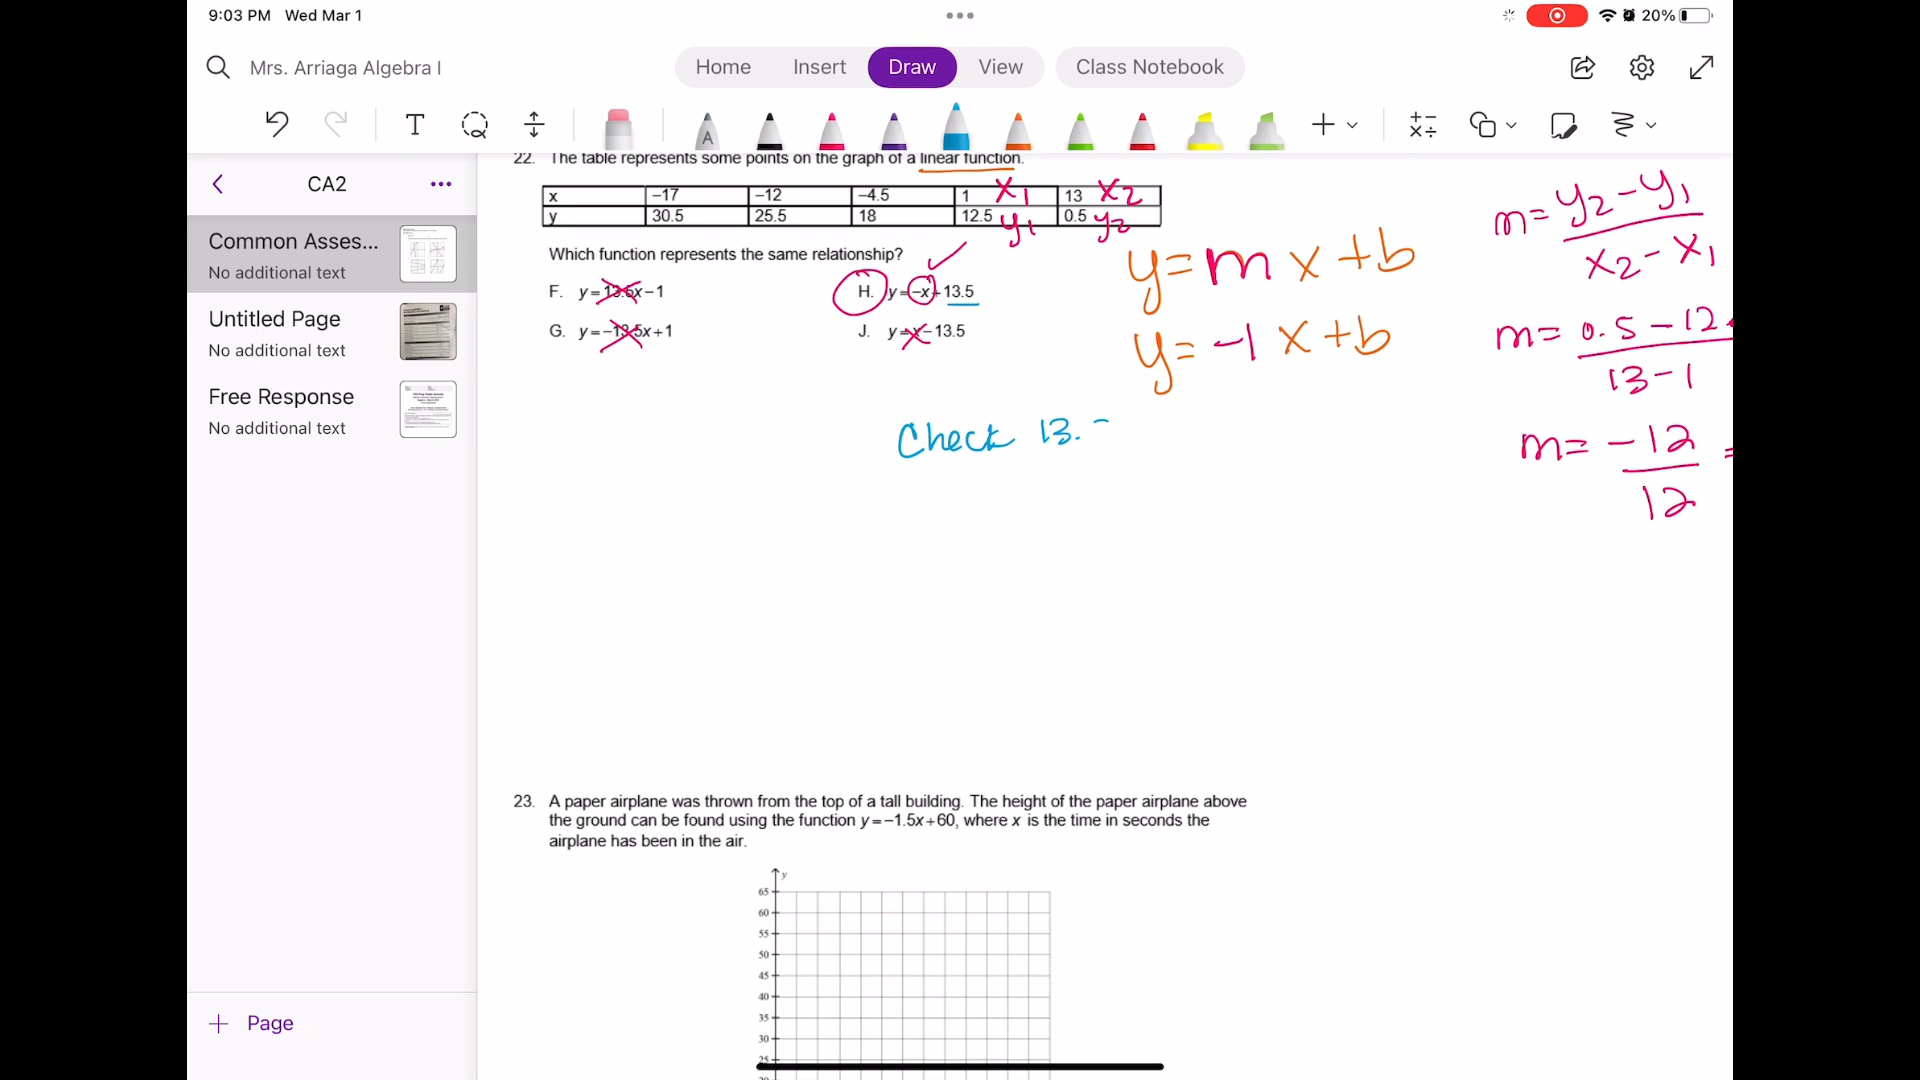 9:03 PM Wed Mar 1
20%
Mrs. Arriaga Algebra I
Home Insert Draw View Class Notebook
T A
CA2
Common Asses...
No additional text
Untitled Page
No additional text
Free Response
No additional text
+ Page
22. The table represents some points on the graph of a linear function.
x −17 −12 −4.5 1 x1 13 x2
y 30.5 25.5 18 12.5 y1 0.5 y2
Which function represents the same relationship?
F. y=13.5x−1
H. y=−x+13.5
G. y=−13.5x+1
J. y=x−13.5
y = m x + b
y = -1 x + b
m = y2 - y1 / x2 - x1
m = 0.5 - 12. / 13 - 1
m = -12 / 12 =
Check 13.
23. A paper airplane was thrown from the top of a tall building. The height of the paper airplane above
the ground can be found using the function y=−1.5x+60, where x is the time in seconds the
airplane has been in the air.
y
65
60
55
50
45
40
35
30
25